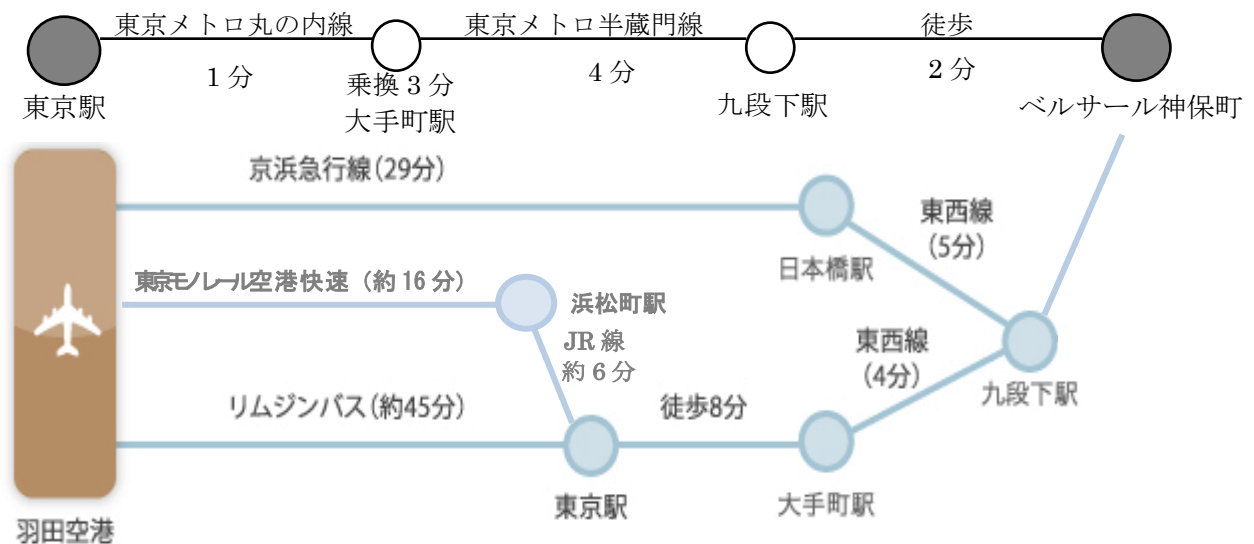 東京メトロ丸の内線
東京メトロ半蔵門線
徒歩
1分
乗換3分
4分
2分
東京駅
大手町駅
九段下駅
ベルサール神保町
京浜急行線(29分)
東西線
(5分)
日本橋駅
東京モノレール空港快速（約16分）
浜松町駅
JR線
約6分
東西線
(4分)
九段下駅
リムジンバス(約45分)
徒歩8分
東京駅
大手町駅
羽田空港